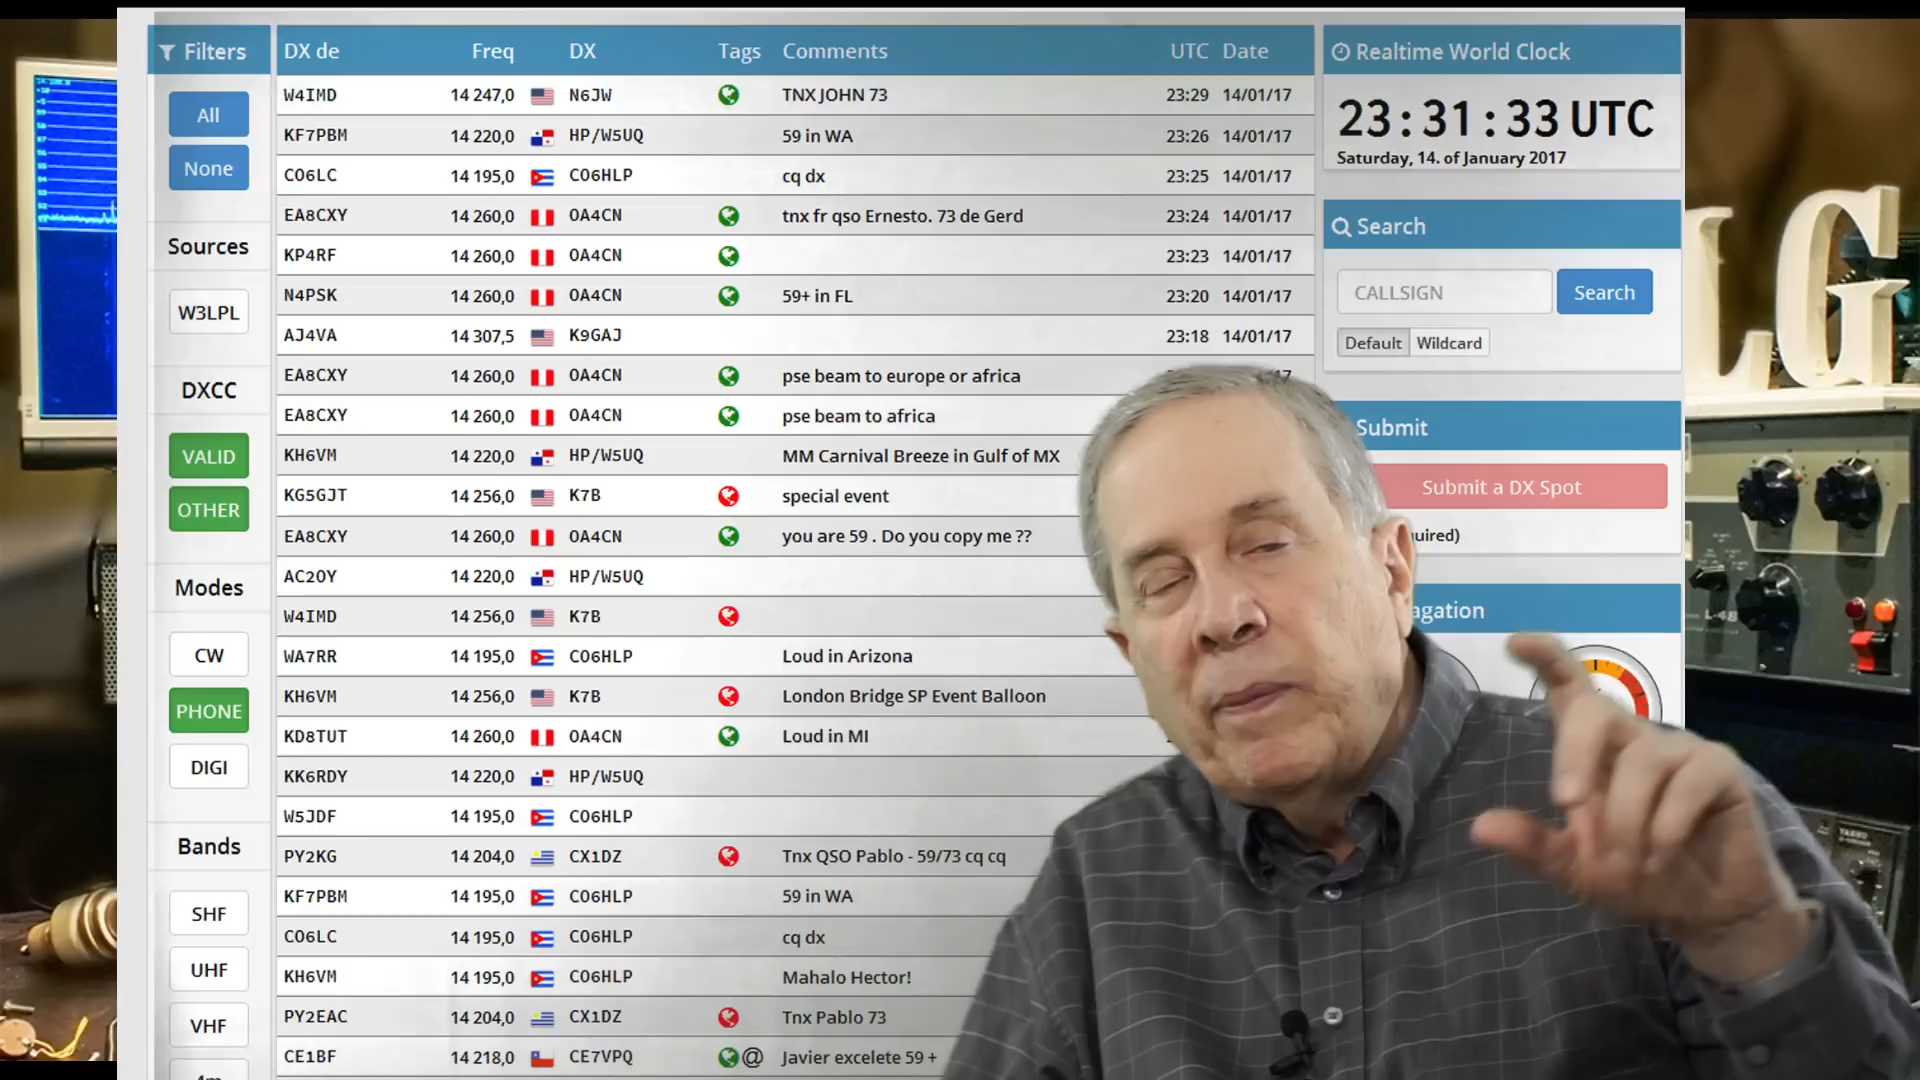 Filters
DX de Freq DX Tags Comments UTC Date
Realtime World Clock
All
None
Sources
W3LPL
DXCC
VALID
OTHER
Modes
CW
PHONE
DIGI
Bands
SHF
UHF
VHF
W4IMD 14 247,0 N6JW TNX JOHN 73 23:29 14/01/17
KF7PBM 14 220,0 HP/W5UQ 59 in WA 23:26 14/01/17
CO6LC 14 195,0 CO6HLP cq dx 23:25 14/01/17
EA8CXY 14 260,0 OA4CN tnx fr qso Ernesto. 73 de Gerd 23:24 14/01/17
KP4RF 14 260,0 OA4CN 23:23 14/01/17
N4PSK 14 260,0 OA4CN 59+ in FL 23:20 14/01/17
AJ4VA 14 307,5 K9GAJ 23:18 14/01/17
EA8CXY 14 260,0 OA4CN pse beam to europe or africa
EA8CXY 14 260,0 OA4CN pse beam to africa
KH6VM 14 220,0 HP/W5UQ MM Carnival Breeze in Gulf of MX
KG5GJT 14 256,0 K7B special event
EA8CXY 14 260,0 OA4CN you are 59 . Do you copy me ??
AC2OY 14 220,0 HP/W5UQ
W4IMD 14 256,0 K7B
WA7RR 14 195,0 CO6HLP Loud in Arizona
KH6VM 14 256,0 K7B London Bridge SP Event Balloon
KD8TUT 14 260,0 OA4CN Loud in MI
KK6RDY 14 220,0 HP/W5UQ
W5JDF 14 195,0 CO6HLP
PY2KG 14 204,0 CX1DZ Tnx QSO Pablo - 59/73 cq cq
KF7PBM 14 195,0 CO6HLP 59 in WA
CO6LC 14 195,0 CO6HLP cq dx
KH6VM 14 195,0 CO6HLP Mahalo Hector!
PY2EAC 14 204,0 CX1DZ Tnx Pablo 73
CE1BF 14 218,0 CE7VPQ @ Javier excelete 59 +
23:31:33 UTC
Saturday, 14. of January 2017
Search
CALLSIGN Search
Default Wildcard
Submit
Submit a DX Spot
uired)
agation
LG
L-4B